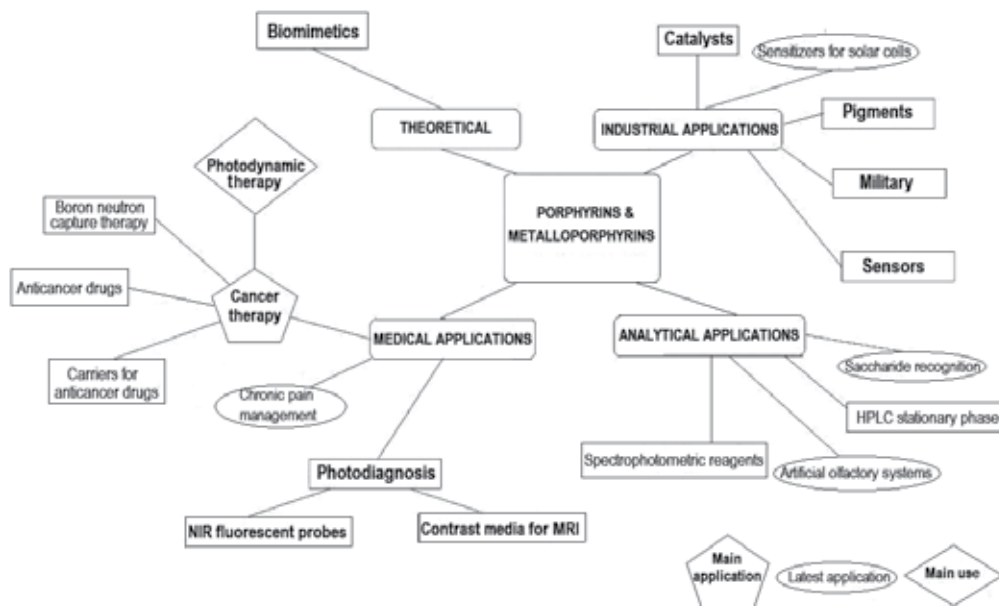 Biomimetics
Catalysts
Sensitizers for solar cells
THEORETICAL
INDUSTRIAL APPLICATIONS
Pigments
Photodynamic
therapy
Military
Boron neutron
capture therapy
PORPHYRINS &
METALLOPORPHYRINS
Sensors
Anticancer drugs
Cancer
therapy
MEDICAL APPLICATIONS
ANALYTICAL APPLICATIONS
Saccharide recognition
Carriers for
anticancer drugs
Chronic pain
management
HPLC stationary phase
Photodiagnosis
Spectrophotometric reagents
Artificial olfactory systems
NIR fluorescent probes
Contrast media for MRI
Main
application
Latest application
Main use